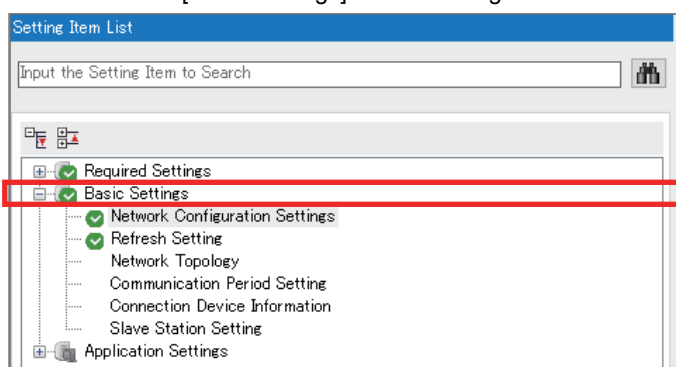 Setting Item List
Input the Setting Item to Search
Required Settings
Basic Settings
Network Configuration Settings
Refresh Setting
Network Topology
Communication Period Setting
Connection Device Information
Slave Station Setting
Application Settings